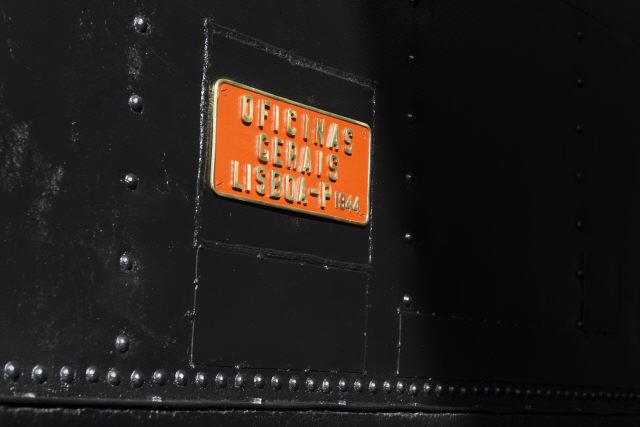 OFICINAS
GERAIS
LISBOA-P 1944